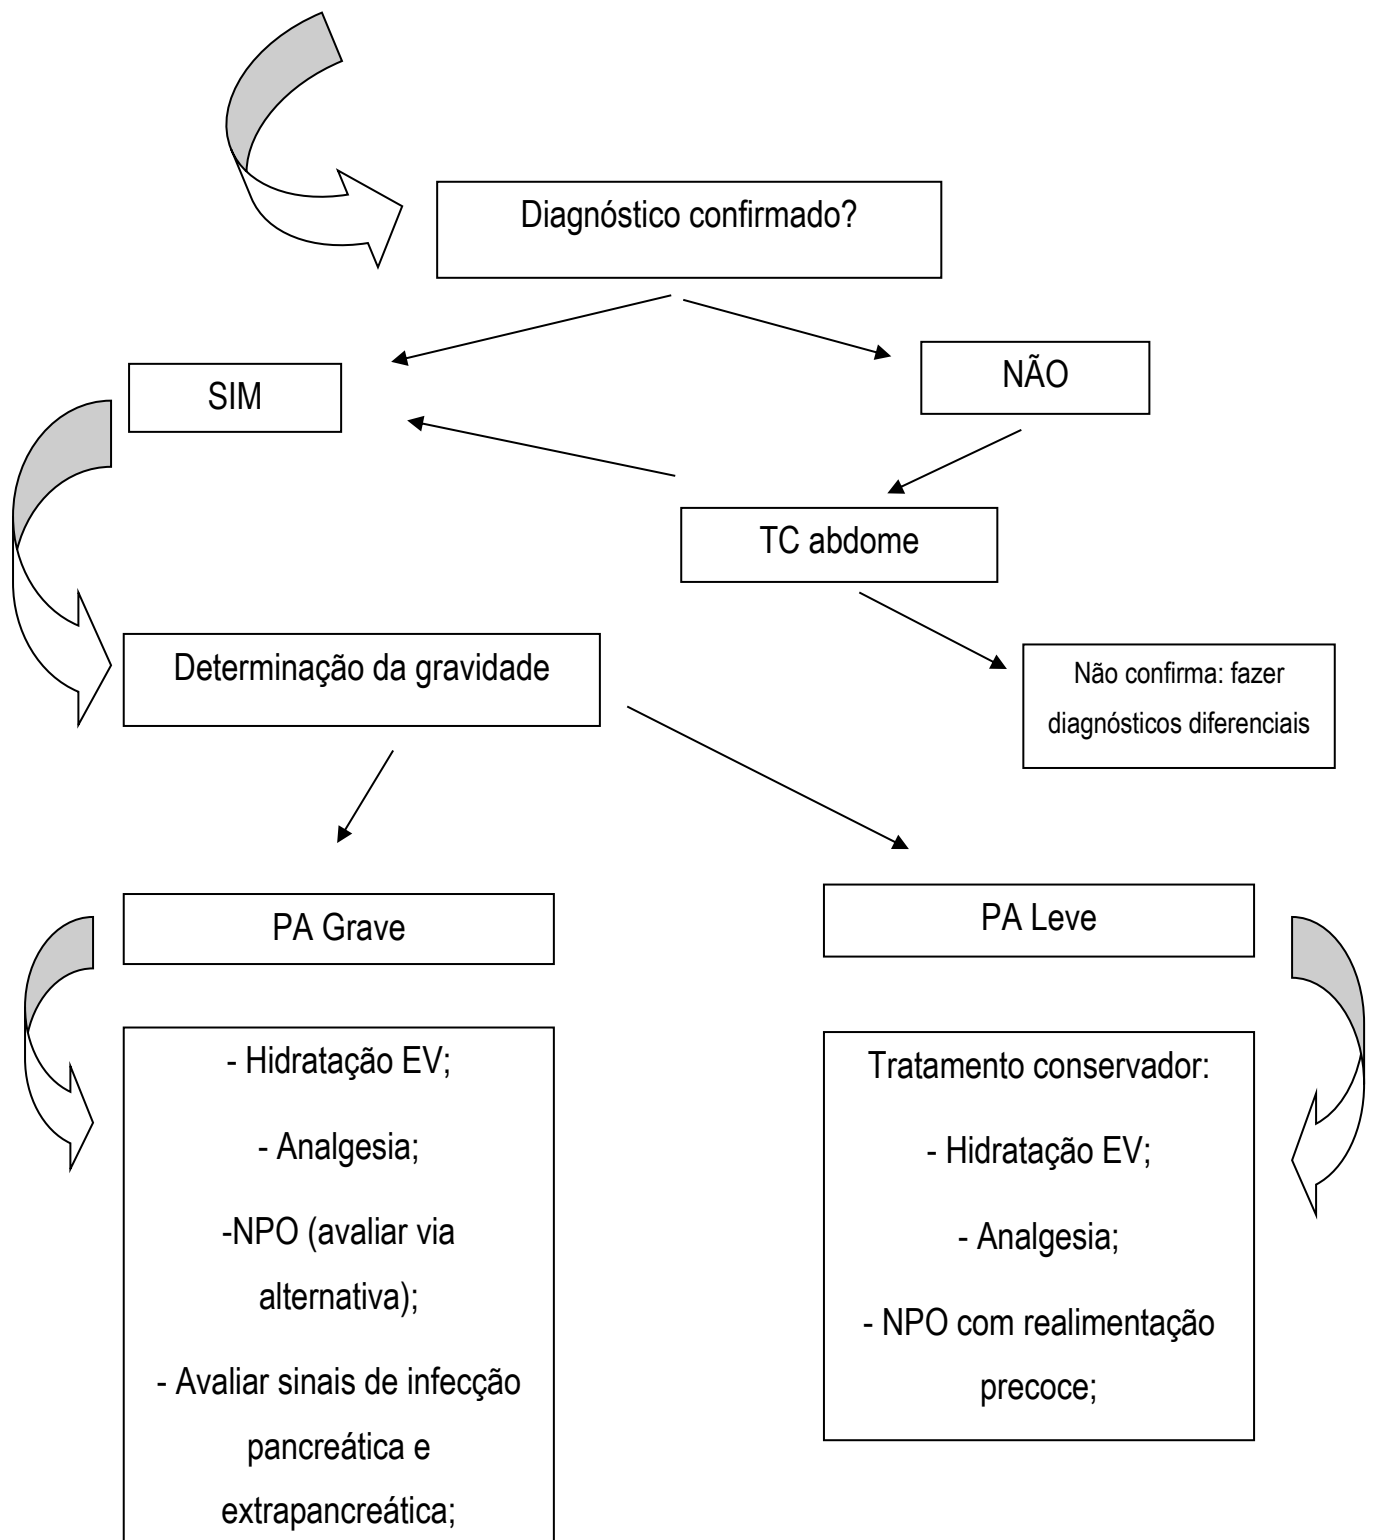 Diagnóstico confirmado?
SIM
NÃO
TC abdome
Determinação da gravidade
Não confirma: fazer
diagnósticos diferenciais
PA Grave
PA Leve
- Hidratação EV;
- Analgesia;
-NPO (avaliar via
alternativa);
- Avaliar sinais de infecção
pancreática e
extrapancreática;
Tratamento conservador:
- Hidratação EV;
- Analgesia;
- NPO com realimentação
precoce;